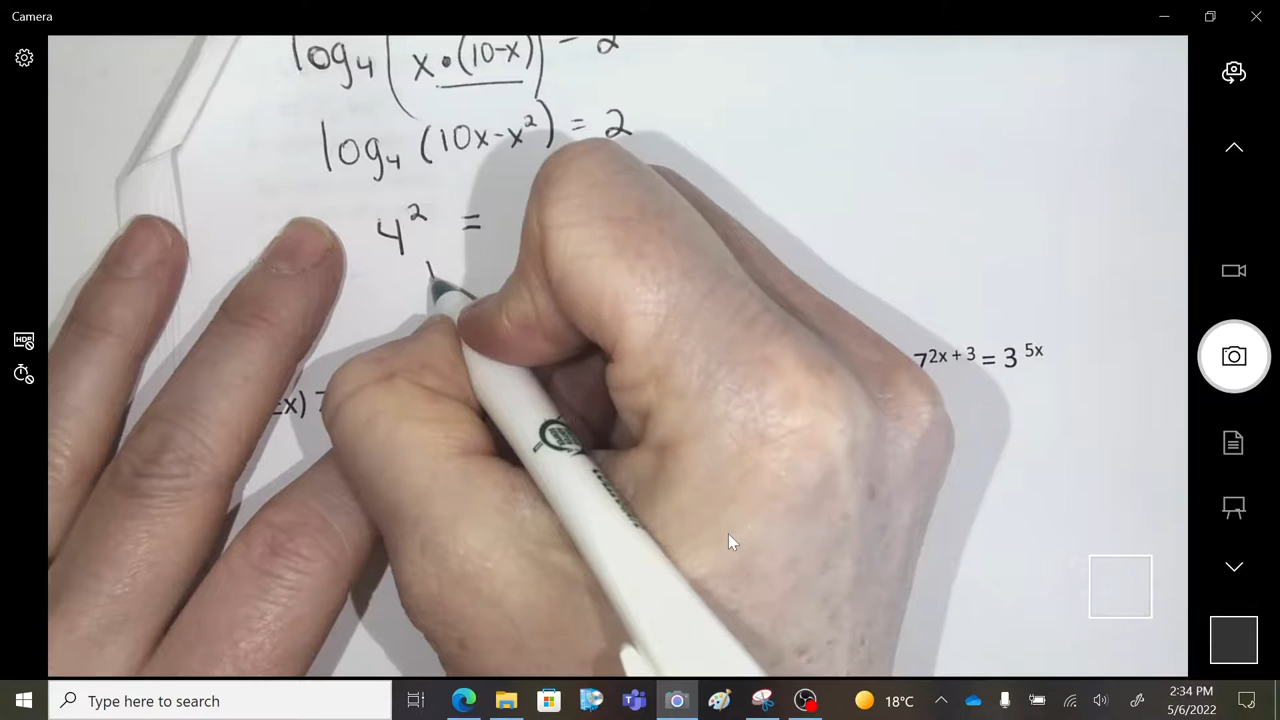 Camera
log₄(x•(10-x)) = 2
log₄(10x-x²) = 2
4² =
7^(2x + 3) = 3^(5x)
x) 7
Type here to search
18°C
2:34 PM
5/6/2022